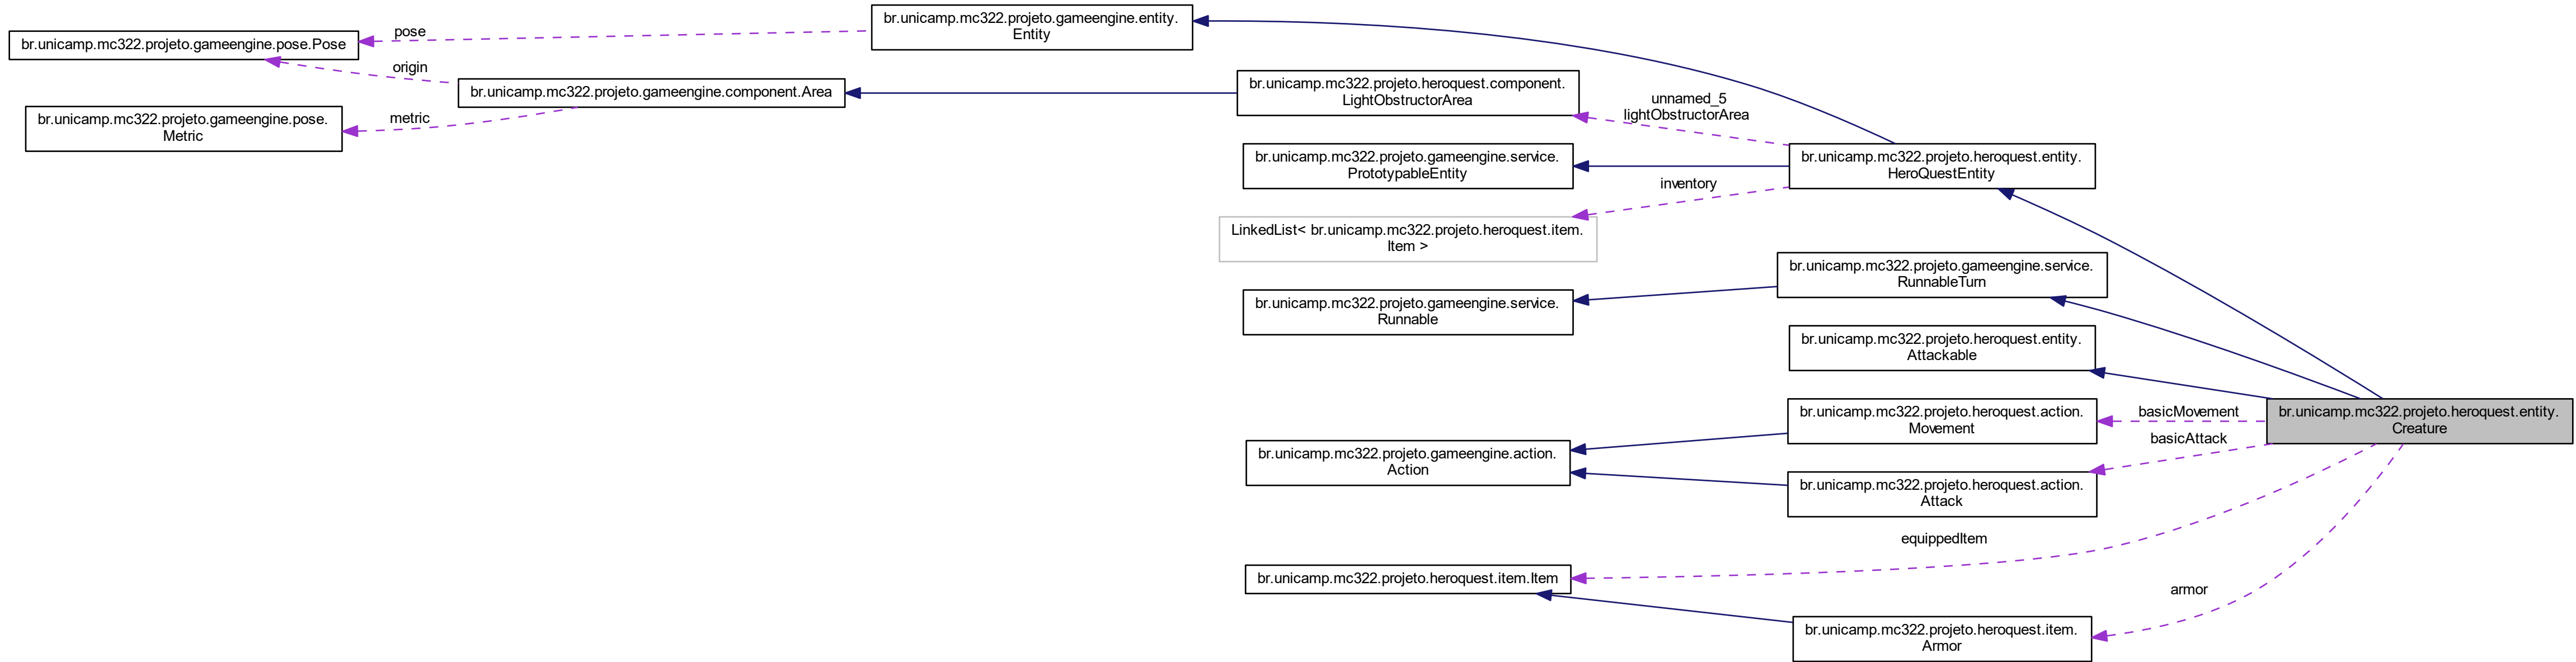 br.unicamp.mc322.projeto.gameengine.entity.
Entity
pose
br.unicamp.mc322.projeto.gameengine.pose.Pose
origin
br.unicamp.mc322.projeto.gameengine.component.Area
br.unicamp.mc322.projeto.heroquest.component.
LightObstructorArea
unnamed_5
lightObstructorArea
br.unicamp.mc322.projeto.gameengine.pose.
Metric
metric
br.unicamp.mc322.projeto.gameengine.service.
PrototypableEntity
br.unicamp.mc322.projeto.heroquest.entity.
HeroQuestEntity
inventory
LinkedList< br.unicamp.mc322.projeto.heroquest.item.
Item >
br.unicamp.mc322.projeto.gameengine.service.
RunnableTurn
br.unicamp.mc322.projeto.gameengine.service.
Runnable
br.unicamp.mc322.projeto.heroquest.entity.
Attackable
br.unicamp.mc322.projeto.heroquest.action.
Movement
basicMovement
br.unicamp.mc322.projeto.heroquest.entity.
Creature
basicAttack
br.unicamp.mc322.projeto.gameengine.action.
Action
br.unicamp.mc322.projeto.heroquest.action.
Attack
equippedItem
br.unicamp.mc322.projeto.heroquest.item.Item
armor
br.unicamp.mc322.projeto.heroquest.item.
Armor